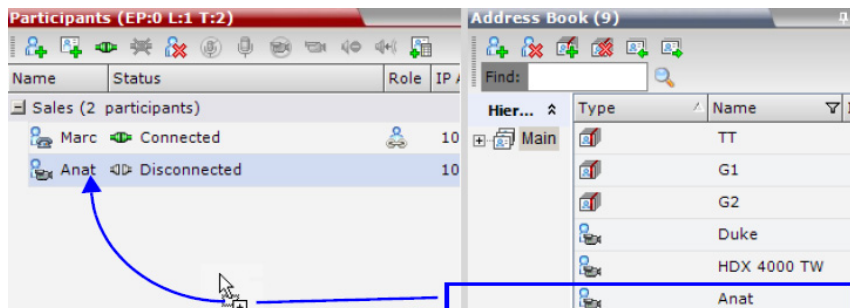 Participants (EP:0 L:1 T:2)
Name Status Role IP
Sales (2 participants)
Marc Connected 10
Anat Disconnected 10
Address Book (9)
Find:
Hier... Type Name
Main TT
G1
G2
Duke
HDX 4000 TW
Anat